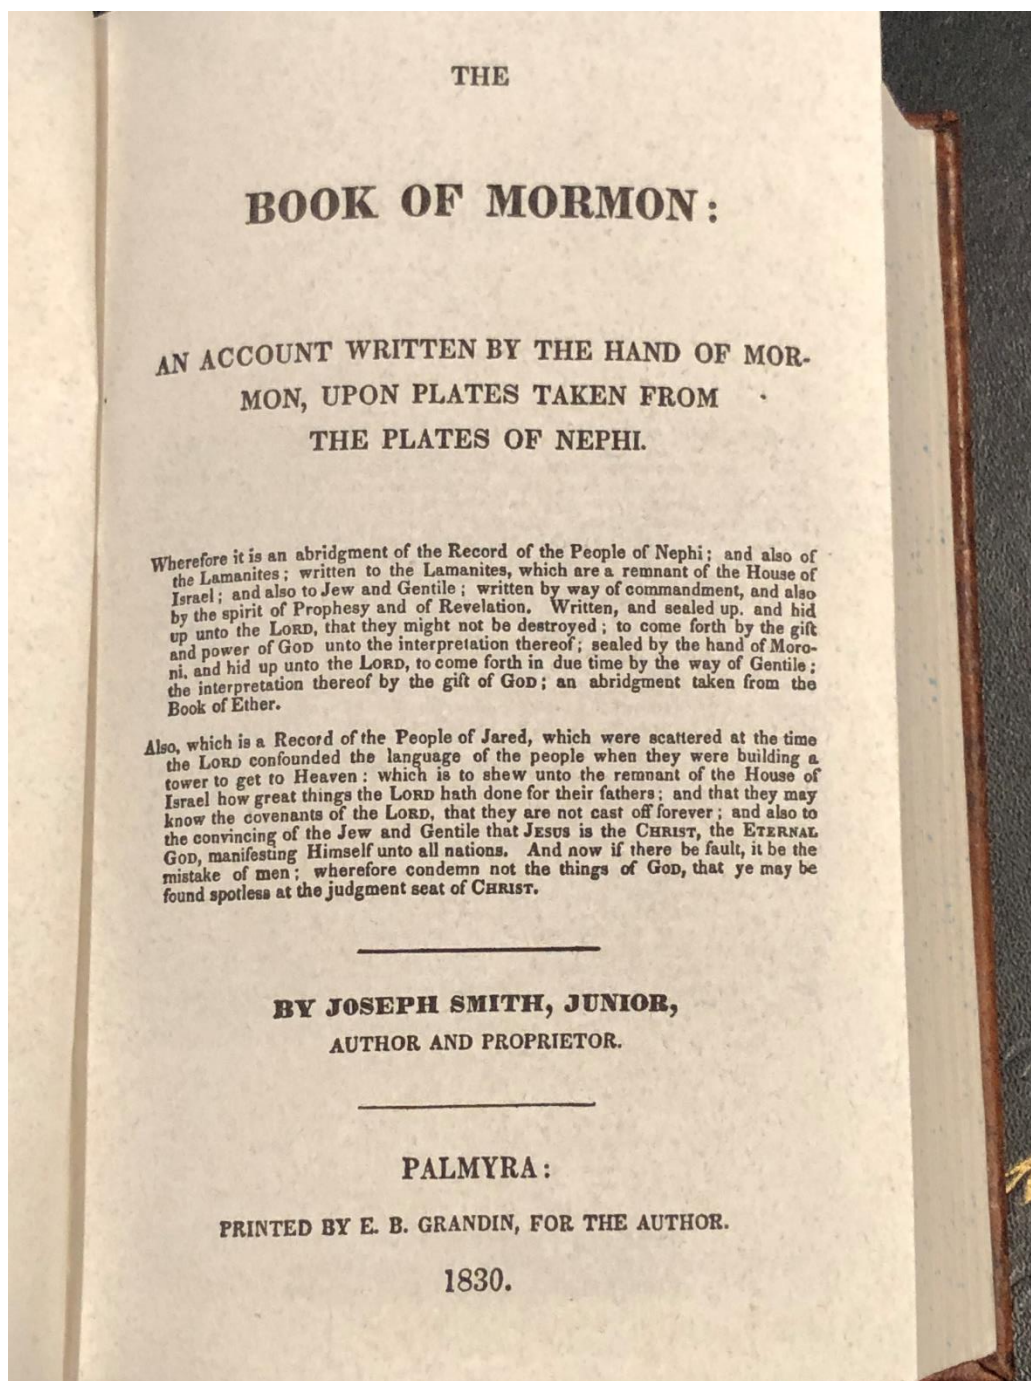 THE
BOOK OF MORMON:
AN ACCOUNT WRITTEN BY THE HAND OF MOR-
MON, UPON PLATES TAKEN FROM
THE PLATES OF NEPHI.
Wherefore it is an abridgment of the Record of the People of Nephi; and also of
the Lamanites; written to the Lamanites, which are a remnant of the House of
Israel; and also to Jew and Gentile; written by way of commandment, and also
by the spirit of Prophesy and of Revelation. Written, and sealed up, and hid
up unto the LORD, that they might not be destroyed; to come forth by the gift
and power of GOD unto the interpretation thereof; sealed by the hand of Moro-
ni, and hid up unto the LORD, to come forth in due time by the way of Gentile;
the interpretation thereof by the gift of GOD; an abridgment taken from the
Book of Ether.
Also, which is a Record of the People of Jared, which were scattered at the time
the LORD confounded the language of the people when they were building a
tower to get to Heaven: which is to shew unto the remnant of the House of
Israel how great things the LORD hath done for their fathers; and that they may
know the covenants of the LORD, that they are not cast off forever; and also to
the convincing of the Jew and Gentile that JESUS is the CHRIST, the ETERNAL
GOD, manifesting Himself unto all nations. And now if there be fault, it be the
mistake of men; wherefore condemn not the things of GOD, that ye may be
found spotless at the judgment seat of CHRIST.
BY JOSEPH SMITH, JUNIOR,
AUTHOR AND PROPRIETOR.
PALMYRA:
PRINTED BY E. B. GRANDIN, FOR THE AUTHOR.
1830.